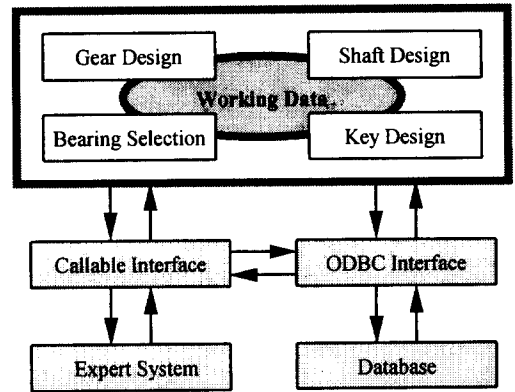 Gear Design
Shaft Design
Working Data
Bearing Selection
Key Design
Callable Interface
ODBC Interface
Expert System
Database